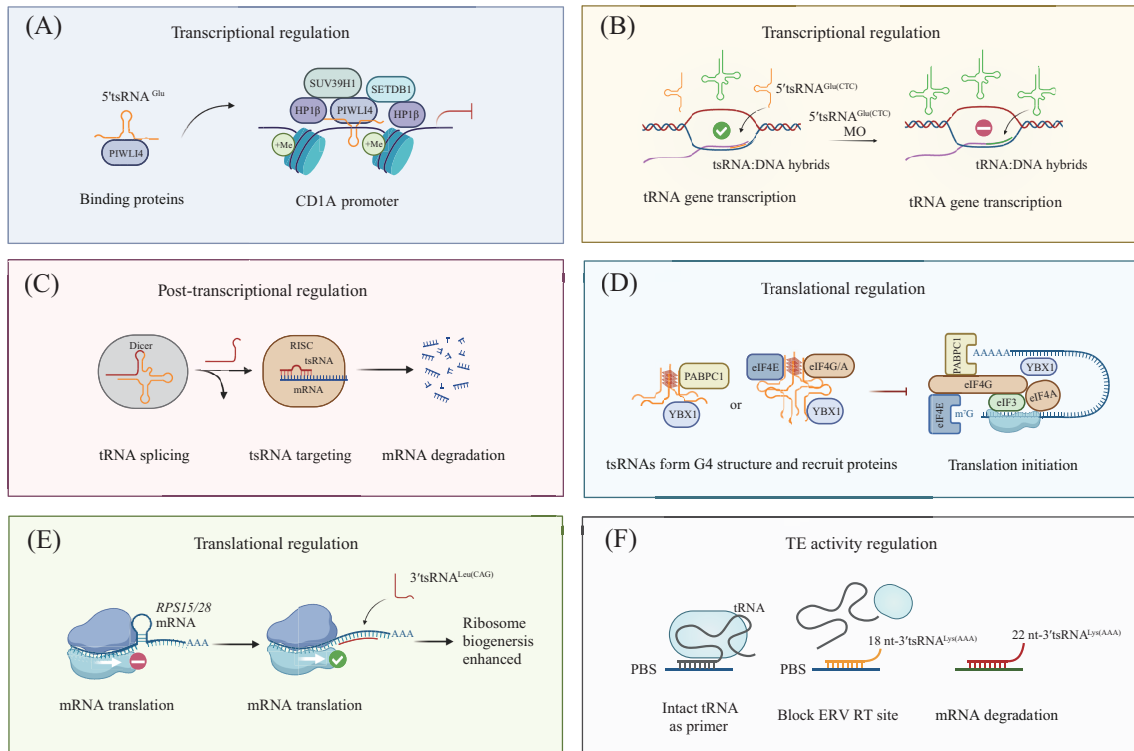 (A)
Transcriptional regulation
5'tsRNA Glu
PIWLI4
Binding proteins
SUV39H1
SETDB1
HP1β
PIWLI4
HP1β
+Me
+Me
CD1A promoter
(B)
Transcriptional regulation
5'tsRNA Glu(CTC)
5'tsRNA Glu(CTC)
MO
tsRNA:DNA hybrids
tRNA:DNA hybrids
tRNA gene transcription
tRNA gene transcription
(C)
Post-transcriptional regulation
Dicer
RISC
tsRNA
mRNA
tRNA splicing
tsRNA targeting
mRNA degradation
(D)
Translational regulation
PABPC1
YBX1
or
eIF4E
eIF4G/A
YBX1
PABPC1
AAAAA
YBX1
eIF4G
eIF4E
m⁷G
eIF3
eIF4A
tsRNAs form G4 structure and recruit proteins
Translation initiation
(E)
Translational regulation
RPS15/28
mRNA
AAA
3'tsRNA Leu(CAG)
AAA
Ribosome
biogenersis
enhanced
mRNA translation
mRNA translation
(F)
TE activity regulation
tRNA
PBS
PBS
18 nt-3'tsRNA Lys(AAA)
22 nt-3'tsRNA Lys(AAA)
Intact tRNA
as primer
Block ERV RT site
mRNA degradation